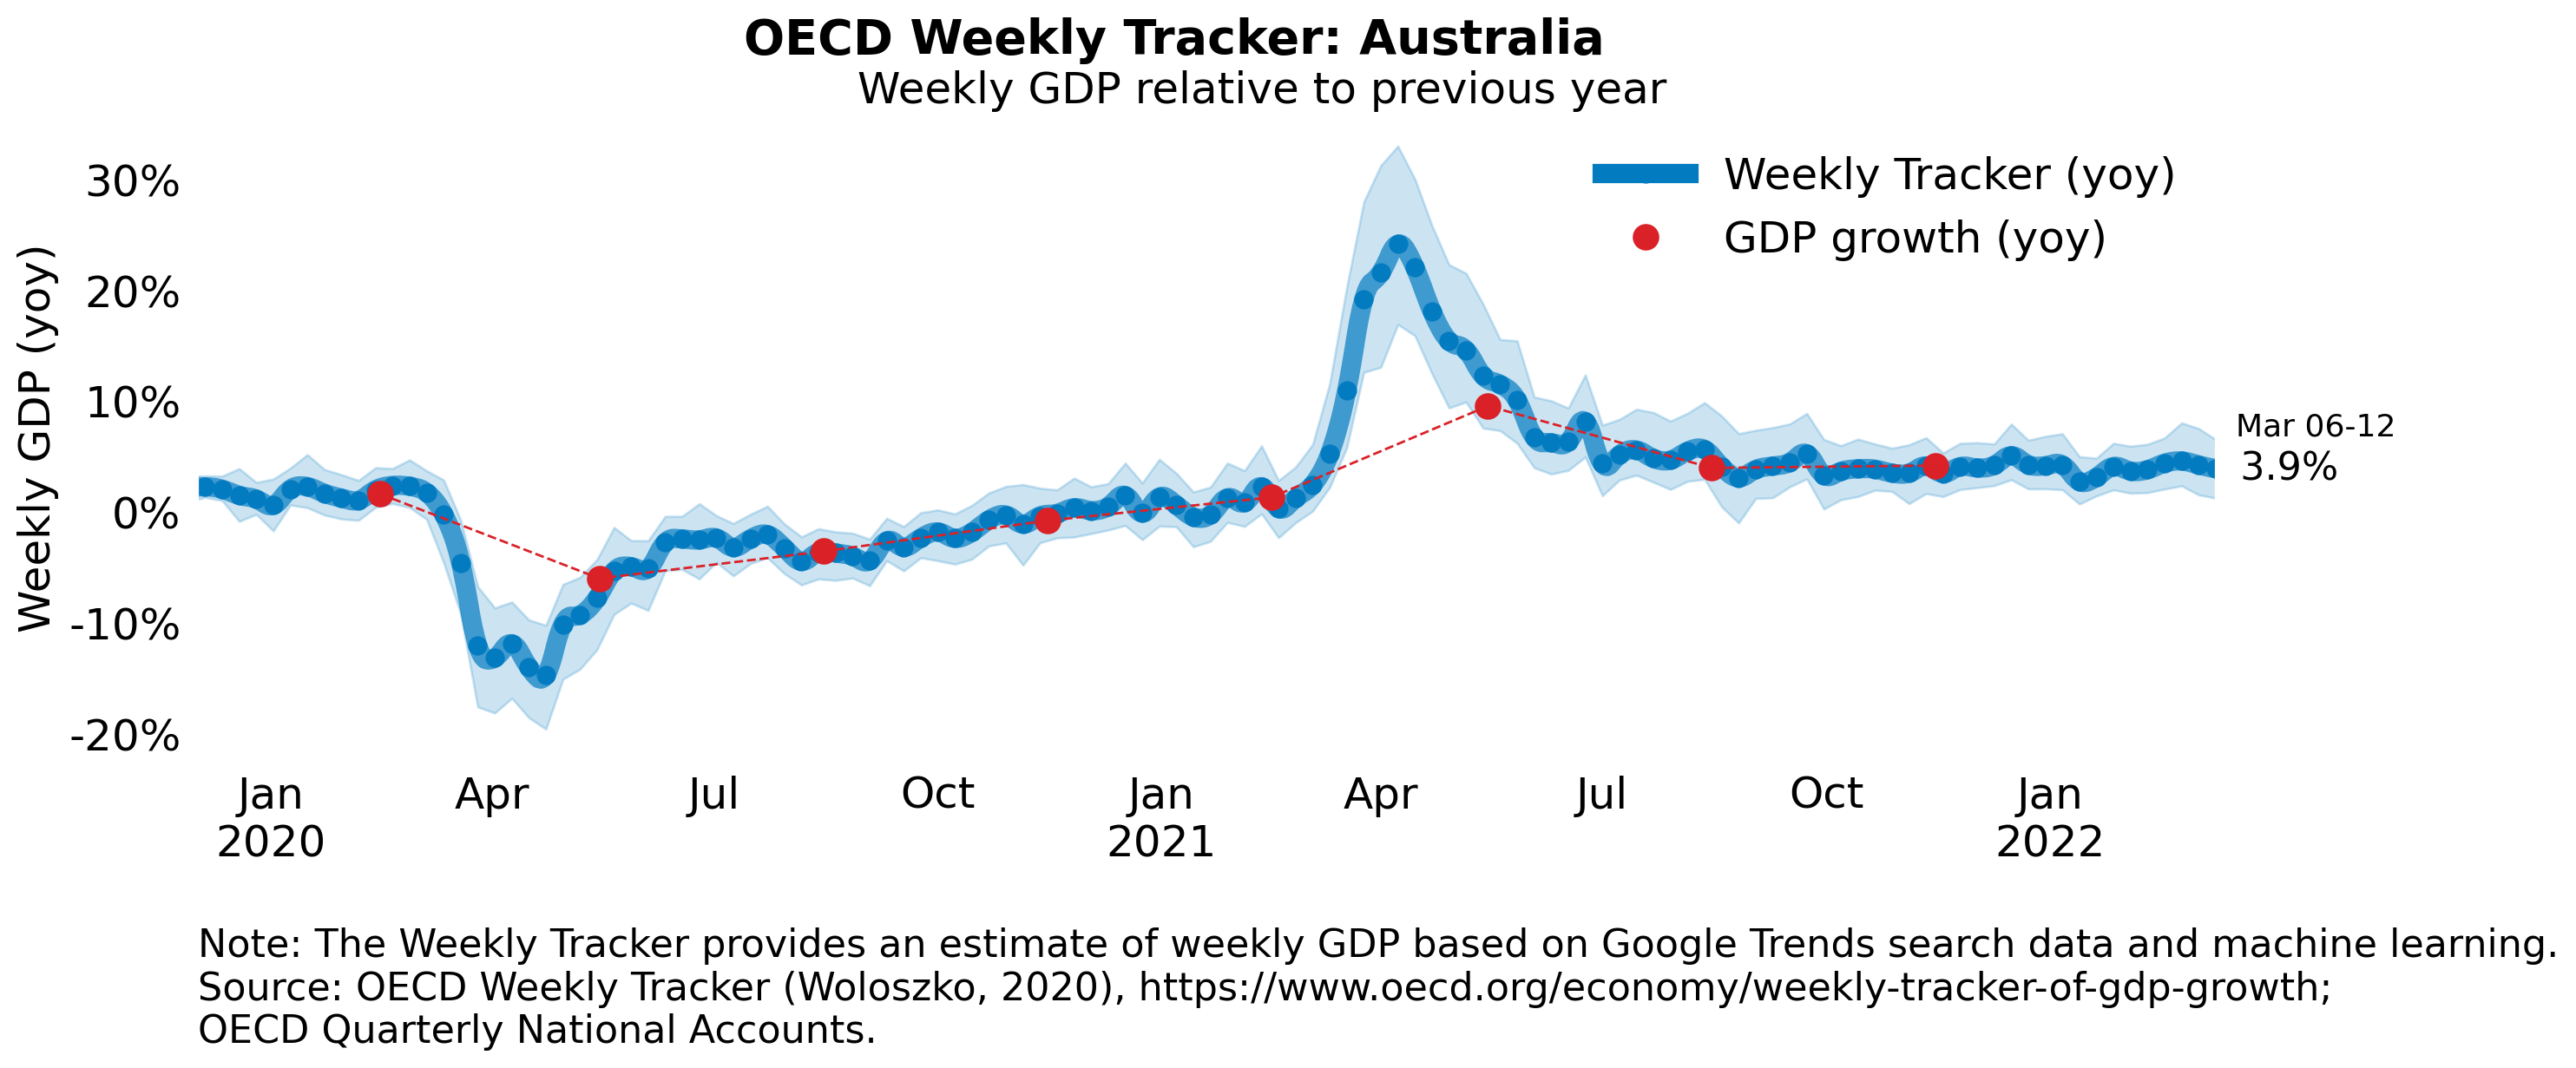 OECD Weekly Tracker: Australia
Weekly GDP relative to previous year
Weekly GDP (yoy)
30%
20%
10%
0%
-10%
-20%
Weekly Tracker (yoy)
GDP growth (yoy)
Mar 06-12
3.9%
Jan Apr Jul Oct Jan Apr Jul Oct Jan
2020 2021 2022
Note: The Weekly Tracker provides an estimate of weekly GDP based on Google Trends search data and machine learning.
Source: OECD Weekly Tracker (Woloszko, 2020), https://www.oecd.org/economy/weekly-tracker-of-gdp-growth;
OECD Quarterly National Accounts.